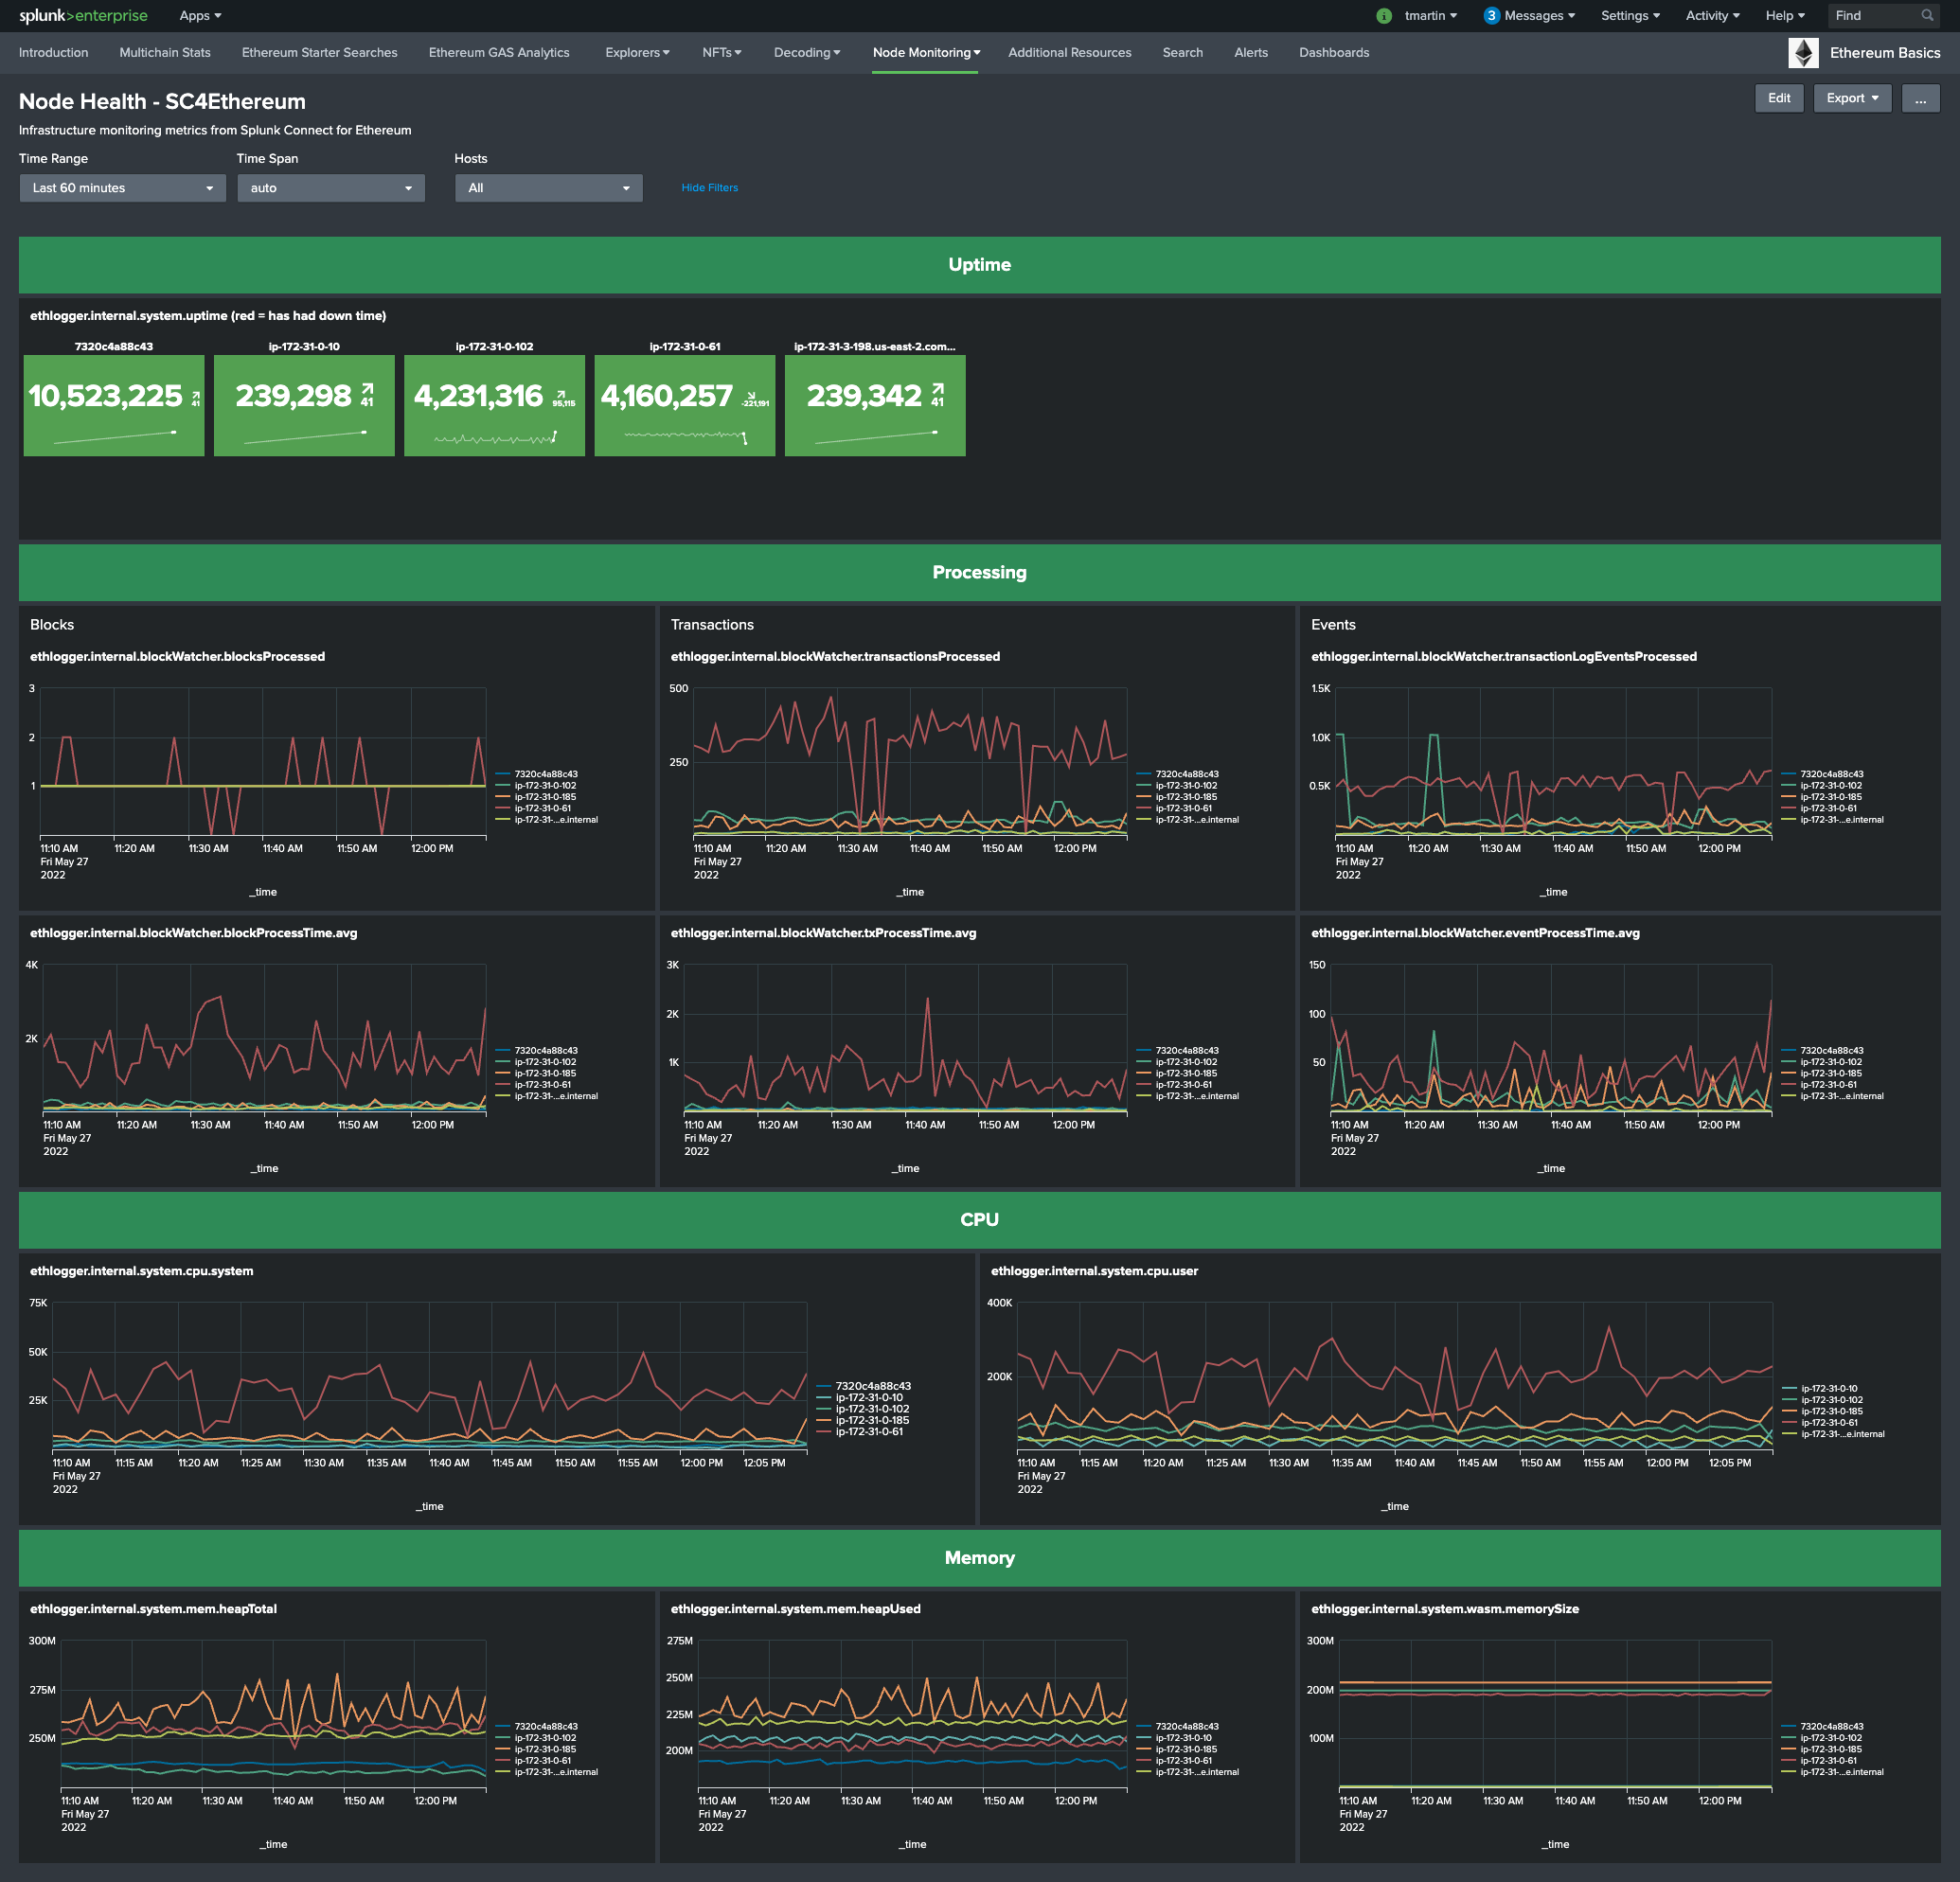 splunk>enterprise Apps i tmartin 3 Messages Settings Activity Help Find
Introduction Multichain Stats Ethereum Starter Searches Ethereum GAS Analytics Explorers NFTs Decoding Node Monitoring Additional Resources Search Alerts Dashboards Ethereum Basics
Node Health - SC4Ethereum
Edit Export ...
Infrastructure monitoring metrics from Splunk Connect for Ethereum
Time Range Time Span Hosts
Last 60 minutes auto All Hide Filters
Uptime
ethlogger.internal.system.uptime (red = has had down time)
7320c4a88c43 ip-172-31-0-10 ip-172-31-0-102 ip-172-31-0-61 ip-172-31-3-198.us-east-2.com...
10,523,225 41 239,298 41 4,231,316 95,115 4,160,257 -221,191 239,342 41
Processing
Blocks
ethlogger.internal.blockWatcher.blocksProcessed
3
2
1
7320c4a88c43
ip-172-31-0-102
ip-172-31-0-185
ip-172-31-0-61
ip-172-31-...e.internal
11:10 AM 11:20 AM 11:30 AM 11:40 AM 11:50 AM 12:00 PM
Fri May 27
2022
_time
Transactions
ethlogger.internal.blockWatcher.transactionsProcessed
500
250
7320c4a88c43
ip-172-31-0-102
ip-172-31-0-185
ip-172-31-0-61
ip-172-31-...e.internal
11:10 AM 11:20 AM 11:30 AM 11:40 AM 11:50 AM 12:00 PM
Fri May 27
2022
_time
Events
ethlogger.internal.blockWatcher.transactionLogEventsProcessed
1.5K
1.0K
0.5K
7320c4a88c43
ip-172-31-0-102
ip-172-31-0-185
ip-172-31-0-61
ip-172-31-...e.internal
11:10 AM 11:20 AM 11:30 AM 11:40 AM 11:50 AM 12:00 PM
Fri May 27
2022
_time
ethlogger.internal.blockWatcher.blockProcessTime.avg
4K
2K
7320c4a88c43
ip-172-31-0-102
ip-172-31-0-185
ip-172-31-0-61
ip-172-31-...e.internal
11:10 AM 11:20 AM 11:30 AM 11:40 AM 11:50 AM 12:00 PM
Fri May 27
2022
_time
ethlogger.internal.blockWatcher.txProcessTime.avg
3K
2K
1K
7320c4a88c43
ip-172-31-0-102
ip-172-31-0-185
ip-172-31-0-61
ip-172-31-...e.internal
11:10 AM 11:20 AM 11:30 AM 11:40 AM 11:50 AM 12:00 PM
Fri May 27
2022
_time
ethlogger.internal.blockWatcher.eventProcessTime.avg
150
100
50
7320c4a88c43
ip-172-31-0-102
ip-172-31-0-185
ip-172-31-0-61
ip-172-31-...e.internal
11:10 AM 11:20 AM 11:30 AM 11:40 AM 11:50 AM 12:00 PM
Fri May 27
2022
_time
CPU
ethlogger.internal.system.cpu.system
75K
50K
25K
7320c4a88c43
ip-172-31-0-10
ip-172-31-0-102
ip-172-31-0-185
ip-172-31-0-61
11:10 AM 11:15 AM 11:20 AM 11:25 AM 11:30 AM 11:35 AM 11:40 AM 11:45 AM 11:50 AM 11:55 AM 12:00 PM 12:05 PM
Fri May 27
2022
_time
ethlogger.internal.system.cpu.user
400K
200K
ip-172-31-0-10
ip-172-31-0-102
ip-172-31-0-185
ip-172-31-0-61
ip-172-31-...e.internal
11:10 AM 11:15 AM 11:20 AM 11:25 AM 11:30 AM 11:35 AM 11:40 AM 11:45 AM 11:50 AM 11:55 AM 12:00 PM 12:05 PM
Fri May 27
2022
_time
Memory
ethlogger.internal.system.mem.heapTotal
300M
275M
250M
7320c4a88c43
ip-172-31-0-102
ip-172-31-0-185
ip-172-31-0-61
ip-172-31-...e.internal
11:10 AM 11:20 AM 11:30 AM 11:40 AM 11:50 AM 12:00 PM
Fri May 27
2022
_time
ethlogger.internal.system.mem.heapUsed
275M
250M
225M
200M
7320c4a88c43
ip-172-31-0-10
ip-172-31-0-185
ip-172-31-0-61
ip-172-31-...e.internal
11:10 AM 11:20 AM 11:30 AM 11:40 AM 11:50 AM 12:00 PM
Fri May 27
2022
_time
ethlogger.internal.system.wasm.memorySize
300M
200M
100M
7320c4a88c43
ip-172-31-0-102
ip-172-31-0-185
ip-172-31-0-61
ip-172-31-...e.internal
11:10 AM 11:20 AM 11:30 AM 11:40 AM 11:50 AM 12:00 PM
Fri May 27
2022
_time